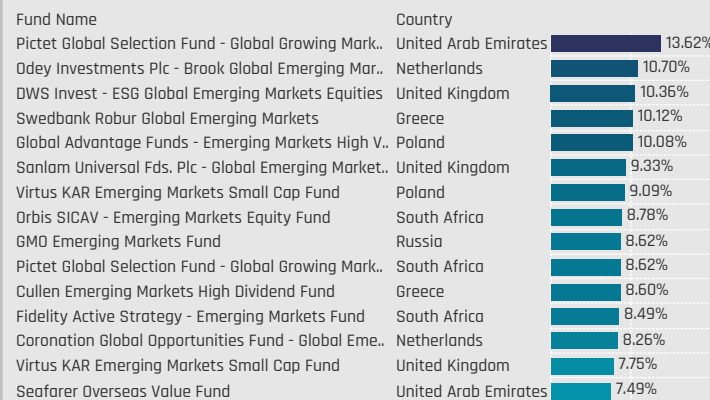 Fund Name Country
Pictet Global Selection Fund - Global Growing Mark.. United Arab Emirates 13.62%
Odey Investments Plc - Brook Global Emerging Mar.. Netherlands 10.70%
DWS Invest - ESG Global Emerging Markets Equities United Kingdom 10.36%
Swedbank Robur Global Emerging Markets Greece 10.12%
Global Advantage Funds - Emerging Markets High V.. Poland 10.08%
Sanlam Universal Fds. Plc - Global Emerging Market.. United Kingdom 9.33%
Virtus KAR Emerging Markets Small Cap Fund Poland 9.09%
Orbis SICAV - Emerging Markets Equity Fund South Africa 8.78%
GMO Emerging Markets Fund Russia 8.62%
Pictet Global Selection Fund - Global Growing Mark.. South Africa 8.62%
Cullen Emerging Markets High Dividend Fund Greece 8.60%
Fidelity Active Strategy - Emerging Markets Fund South Africa 8.49%
Coronation Global Opportunities Fund - Global Eme.. Netherlands 8.26%
Virtus KAR Emerging Markets Small Cap Fund United Kingdom 7.75%
Seafarer Overseas Value Fund United Arab Emirates 7.49%